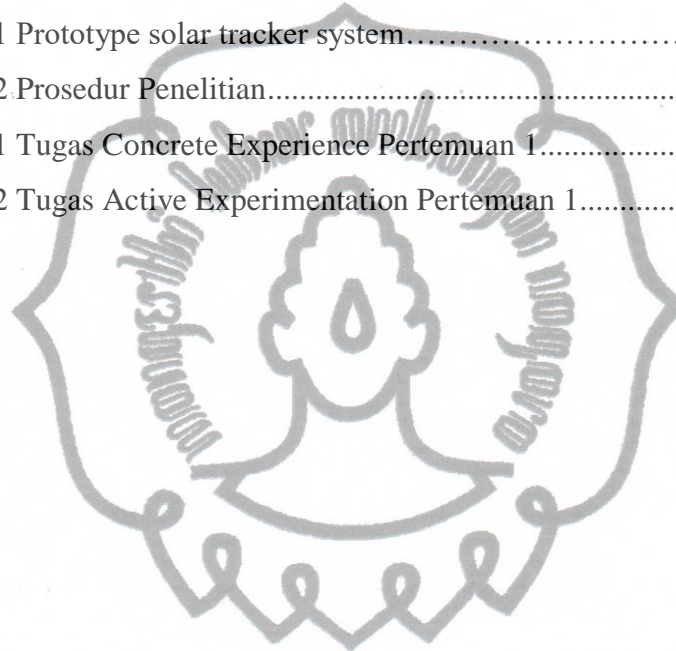 1 Prototype solar tracker system……………………
2 Prosedur Penelitian.............................................
1 Tugas Concrete Experience Pertemuan 1..................
2 Tugas Active Experimentation Pertemuan 1............